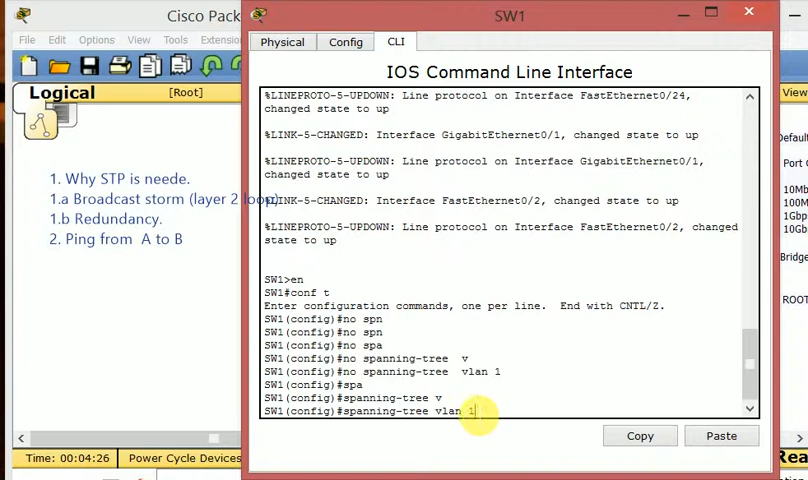 Cisco Pack
SW1
File Edit Options View Tools Extension
Physical Config CLI
IOS Command Line Interface
Logical [Root]
View
%LINEPROTO-5-UPDOWN: Line protocol on Interface FastEthernet0/24,
changed state to up
%LINK-5-CHANGED: Interface GigabitEthernet0/1, changed state to up
%LINEPROTO-5-UPDOWN: Line protocol on Interface GigabitEthernet0/1,
changed state to up
%LINK-5-CHANGED: Interface FastEthernet0/2, changed state to up
%LINEPROTO-5-UPDOWN: Line protocol on Interface FastEthernet0/2, changed
state to up
SW1>en
SW1#conf t
Enter configuration commands, one per line. End with CNTL/Z.
SW1(config)#no spn
SW1(config)#no spn
SW1(config)#no spa
SW1(config)#no spanning-tree v
SW1(config)#no spanning-tree vlan 1
SW1(config)#spa
SW1(config)#spanning-tree v
SW1(config)#spanning-tree vlan 1
1. Why STP is neede.
1.a Broadcast storm (layer 2 loop)
1.b Redundancy.
2. Ping from A to B
Default
Port C
10Mb
100M
1Gbp
Bridge
ROOT
Copy Paste
Time: 00:04:26 Power Cycle Devices
Rea